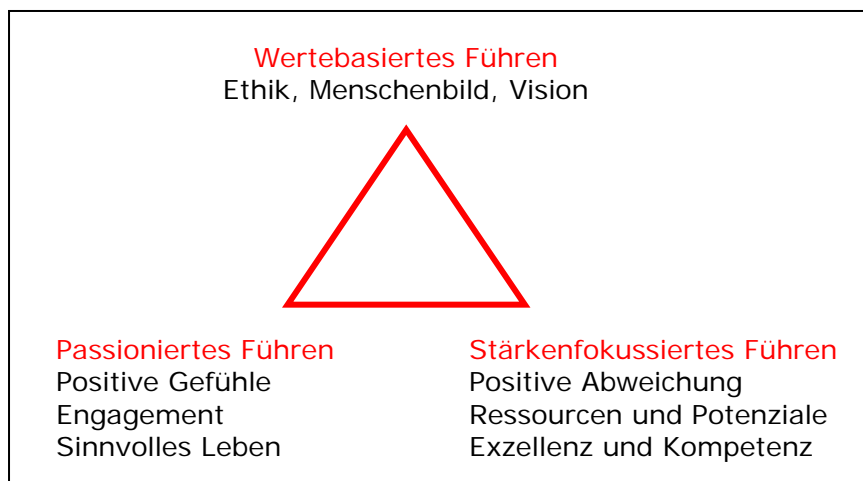 Wertebasiertes Führen
Ethik, Menschenbild, Vision
Passioniertes Führen
Positive Gefühle
Engagement
Sinnvolles Leben
Stärkenfokussiertes Führen
Positive Abweichung
Ressourcen und Potenziale
Exzellenz und Kompetenz